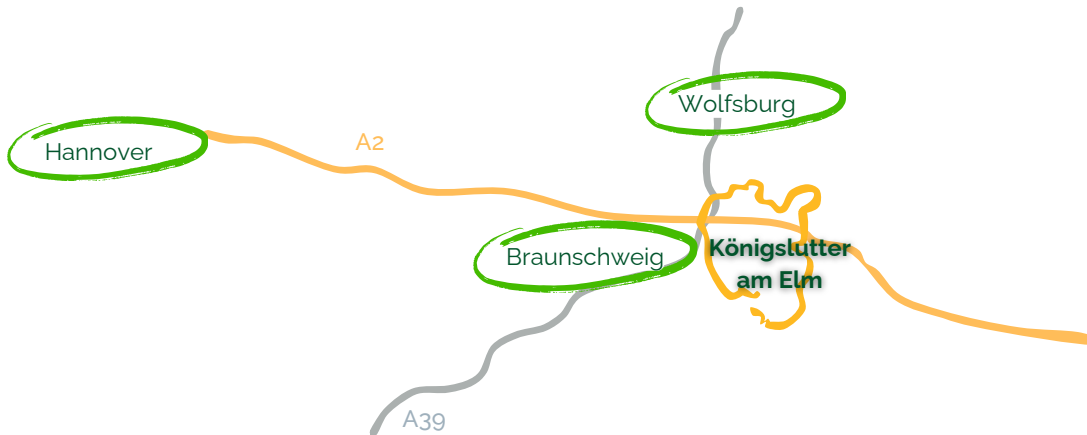 Wolfsburg
Hannover
A2
Braunschweig
Königslutter
am Elm
A39